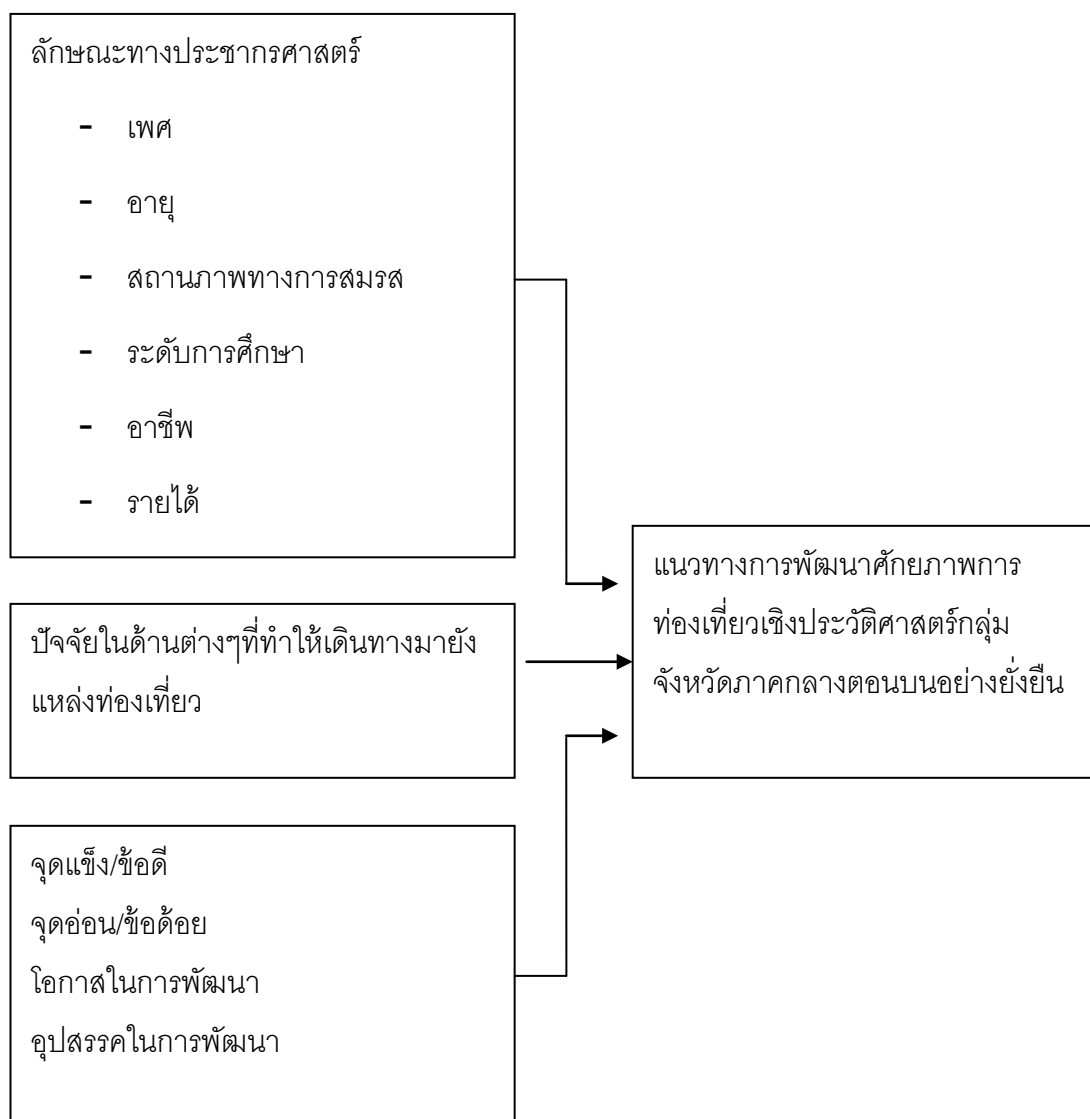 ลักษณะทางประชากรศาสตร์
- เพศ
- อายุ
- สถานภาพทางการสมรส
- ระดับการศึกษา
- อาชีพ
- รายได้
ปัจจัยในด้านต่างๆที่ทำให้เดินทางมายัง
แหล่งท่องเที่ยว
จุดแข็ง/ข้อดี
จุดอ่อน/ข้อด้อย
โอกาสในการพัฒนา
อุปสรรคในการพัฒนา
แนวทางการพัฒนาศักยภาพการ
ท่องเที่ยวเชิงประวัติศาสตร์กลุ่ม
จังหวัดภาคกลางตอนบนอย่างยั่งยืน